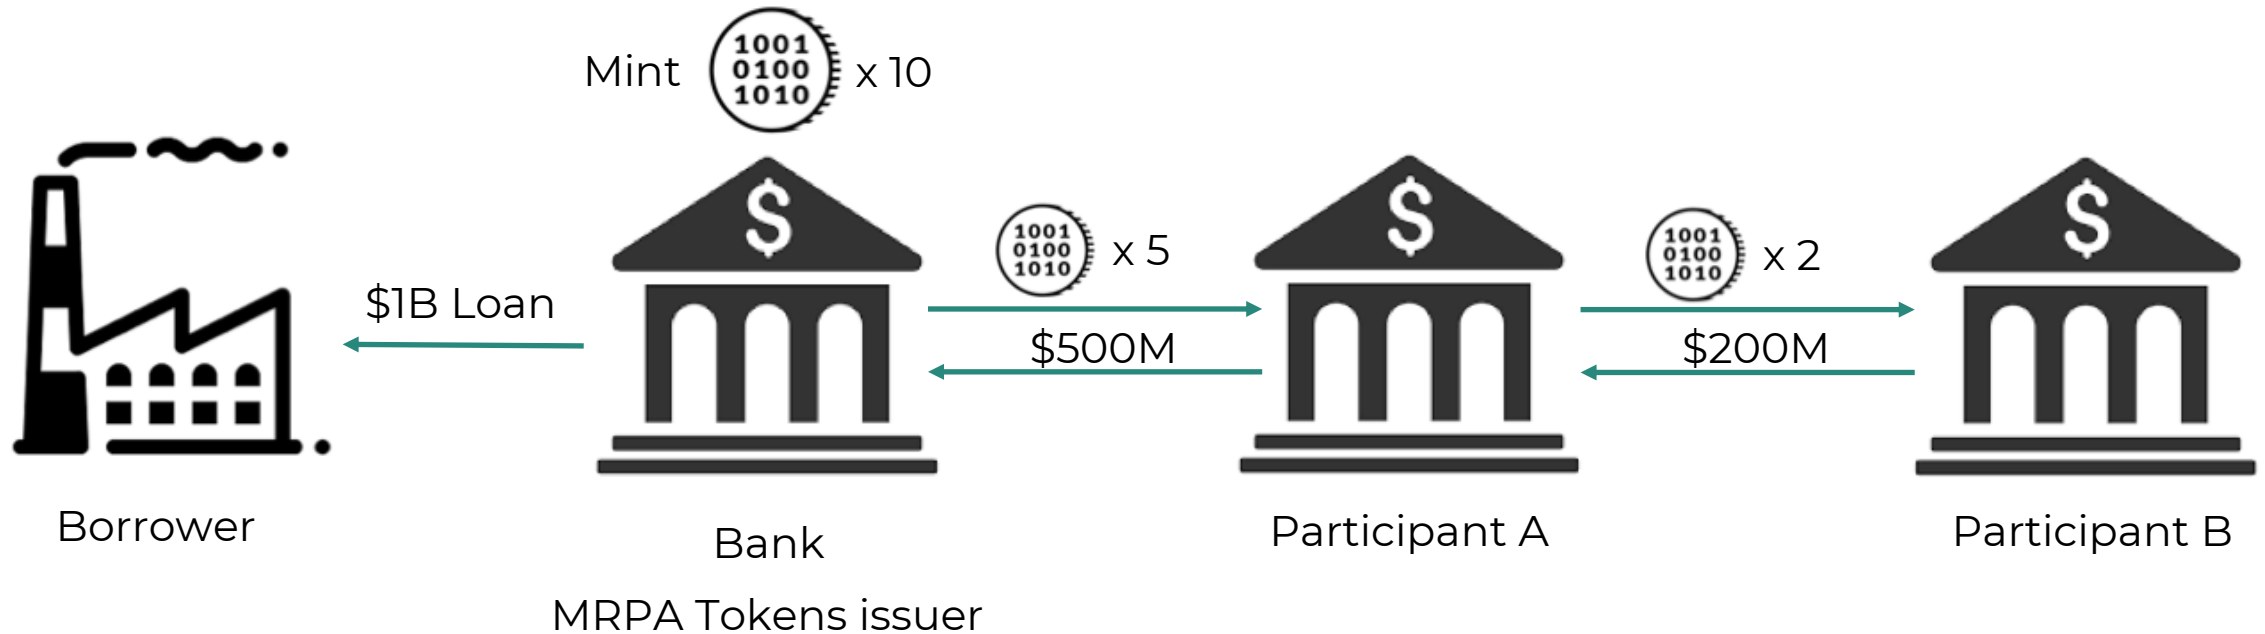 Mint
1001
0100
1010
x 10
$
$
$
1001
0100
1010
x 5
1001
0100
1010
x 2
$1B Loan
$500M
$200M
Borrower
Bank
MRPA Tokens issuer
Participant A
Participant B